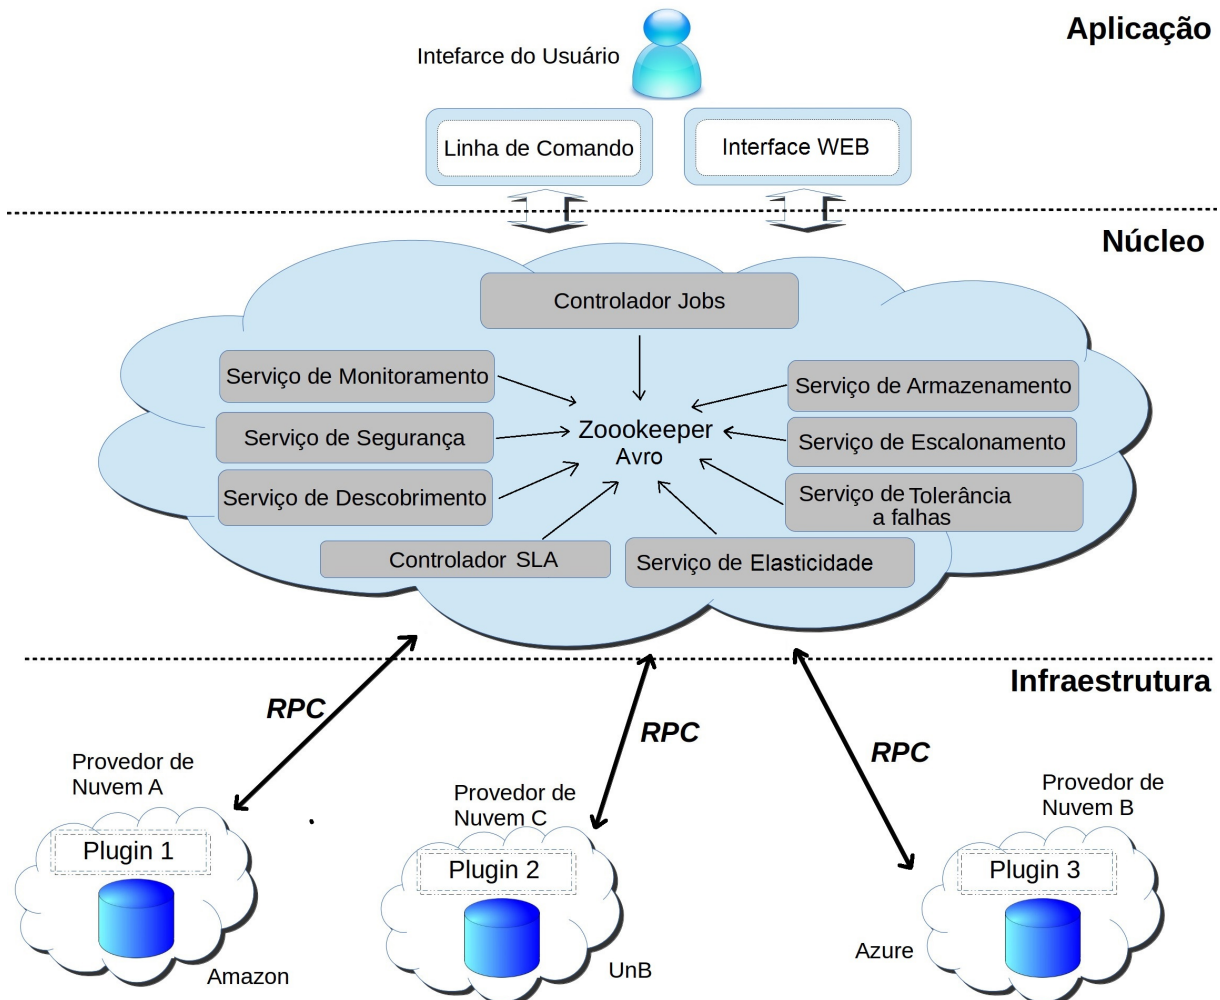 Aplicação
Intefarce do Usuário
Linha de Comando
Interface WEB
Núcleo
Controlador Jobs
Serviço de Monitoramento
Serviço de Armazenamento
Serviço de Segurança
Zoookeeper
Avro
Serviço de Escalonamento
Serviço de Descobrimento
Serviço de Tolerância
a falhas
Controlador SLA
Serviço de Elasticidade
Infraestrutura
RPC
RPC
RPC
Provedor de
Nuvem A
Plugin 1
Amazon
Provedor de
Nuvem C
Plugin 2
UnB
Provedor de
Nuvem B
Plugin 3
Azure